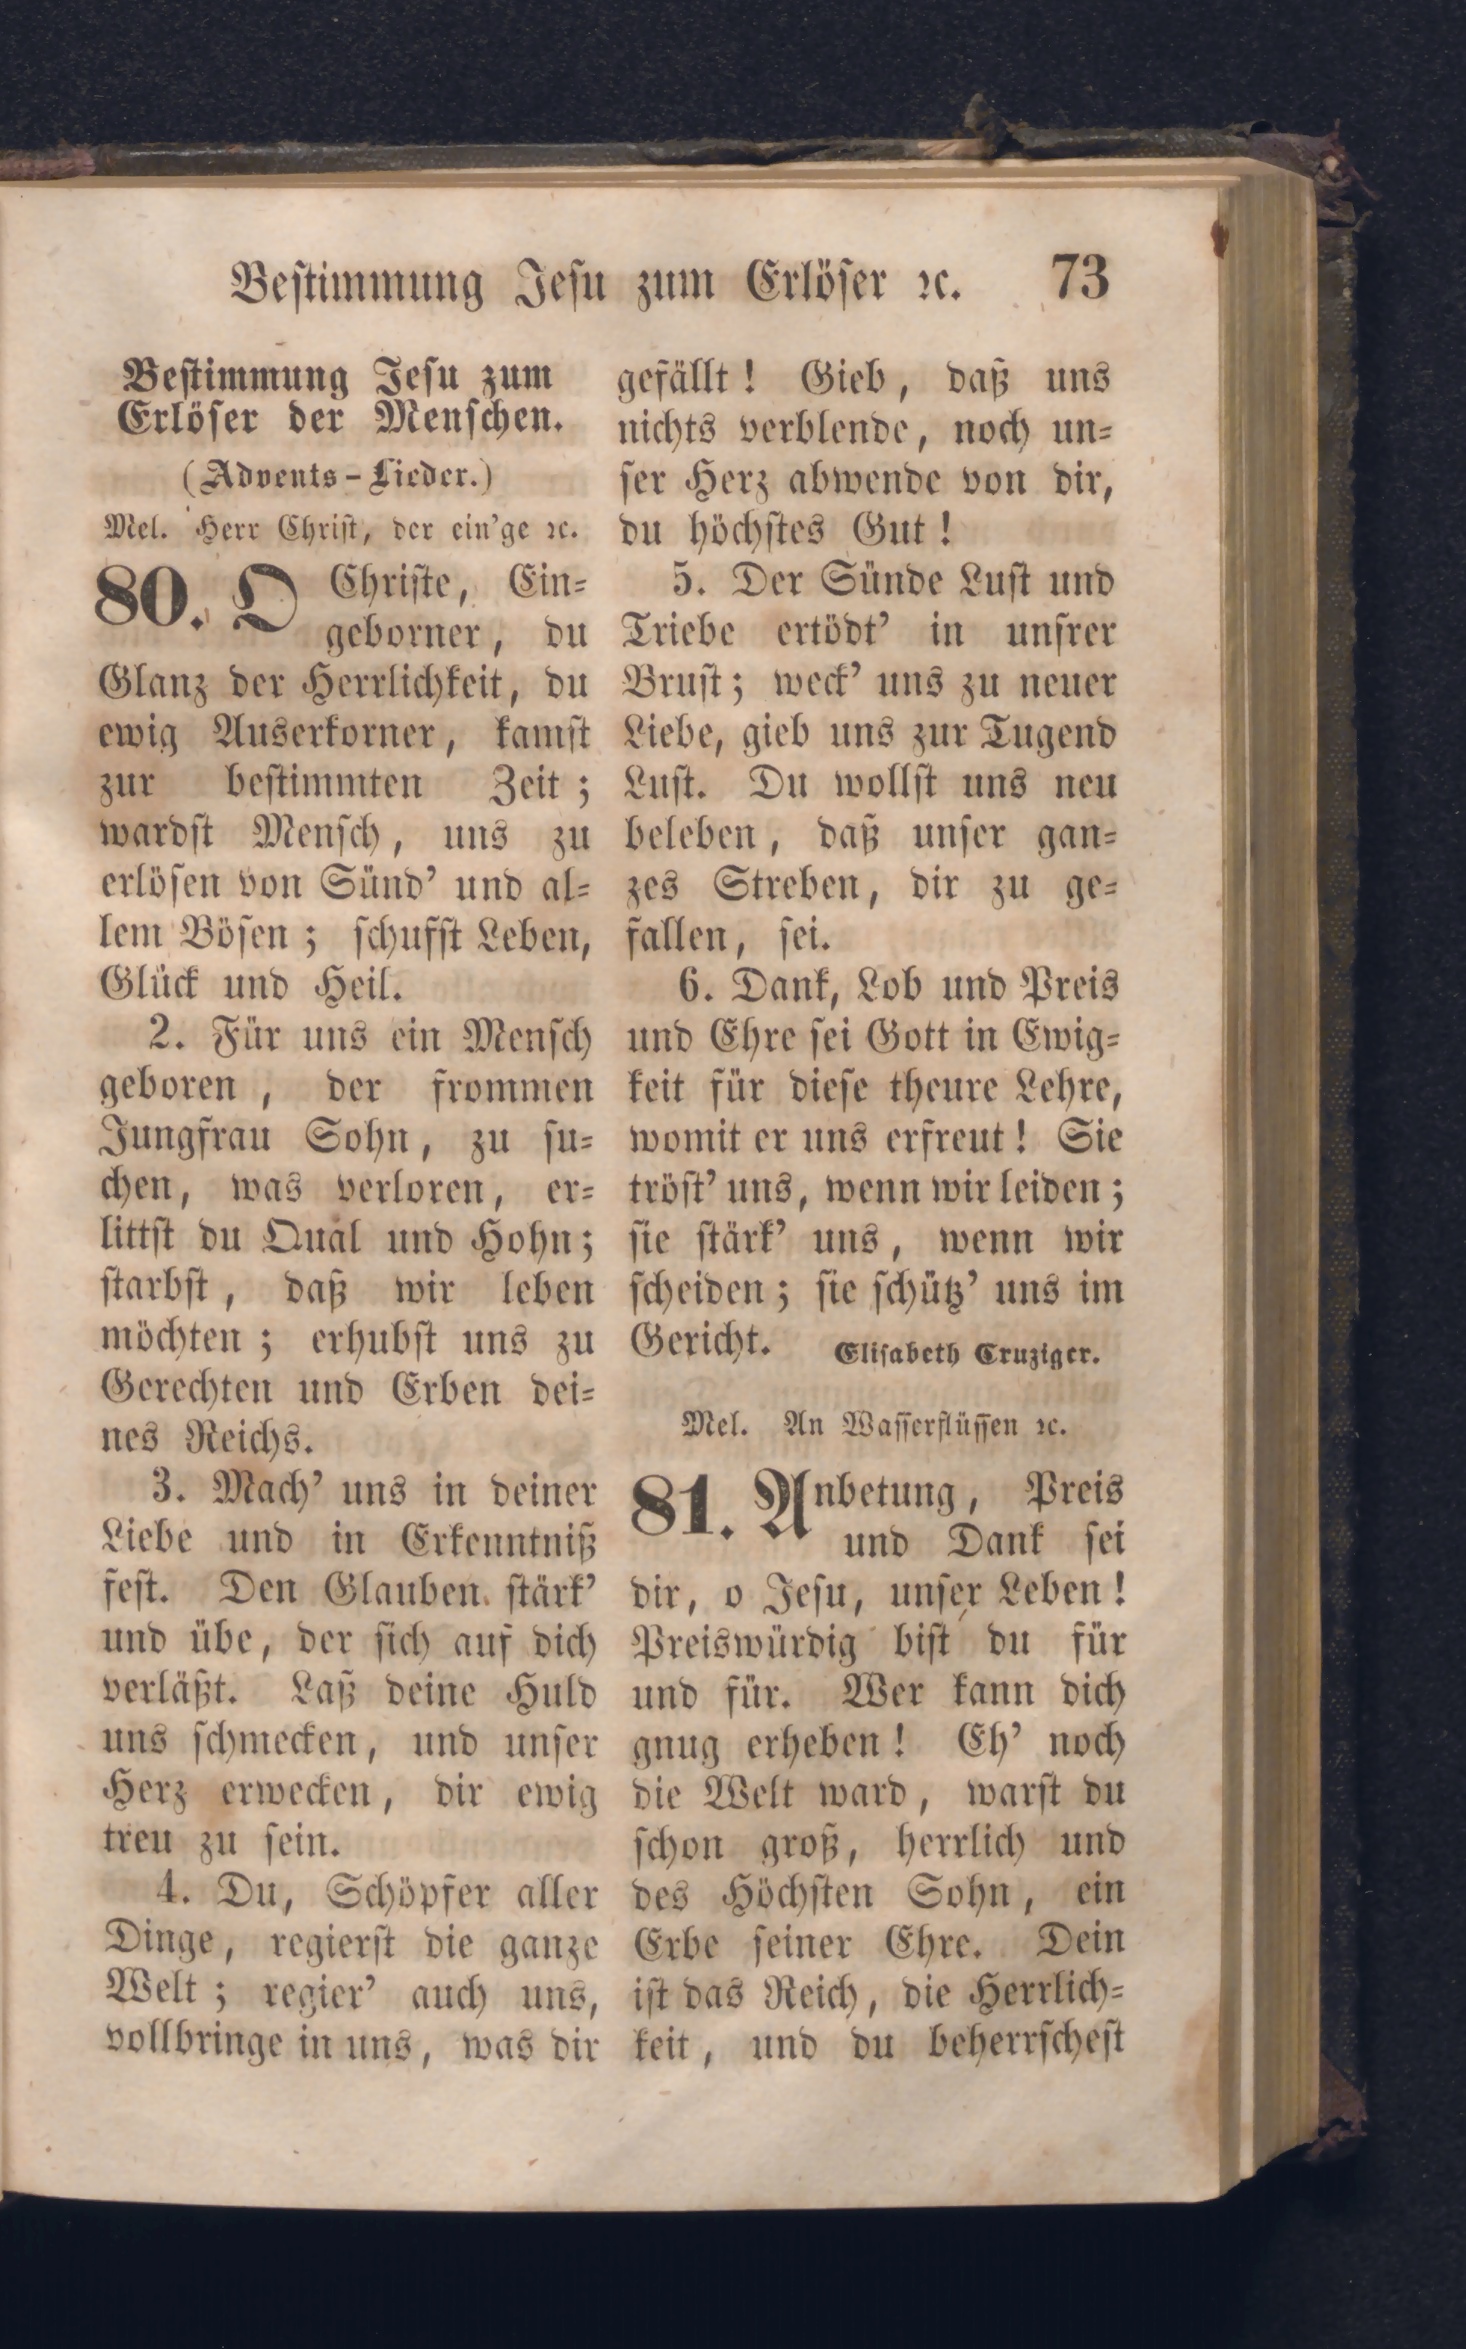 Bestimmung Jesu zum Erlöser ꝛc. 73
Bestimmung Jesu zum
Erlöser der Menschen.
(Advents-Lieder.)
Mel. Herr Christ, der ein'ge ꝛc.
80. O Christe, Ein-
geborner, du
Glanz der Herrlichkeit, du
ewig Auserkorner, kamst
zur bestimmten Zeit;
wardst Mensch, uns zu
erlösen von Sünd' und al-
lem Bösen; schufst Leben,
Glück und Heil.
2. Für uns ein Mensch
geboren, der frommen
Jungfrau Sohn, zu su-
chen, was verloren, er-
littst du Qual und Hohn;
starbst, daß wir leben
möchten; erhubst uns zu
Gerechten und Erben dei-
nes Reichs.
3. Mach' uns in deiner
Liebe und in Erkenntniß
fest. Den Glauben stärk'
und übe, der sich auf dich
verläßt. Laß deine Huld
uns schmecken, und unser
Herz erwecken, dir ewig
treu zu sein.
4. Du, Schöpfer aller
Dinge, regierst die ganze
Welt; regier' auch uns,
vollbringe in uns, was dir
gefällt! Gieb, daß uns
nichts verblende, noch un-
ser Herz abwende von dir,
du höchstes Gut!
5. Der Sünde Lust und
Triebe ertödt' in unsrer
Brust; weck' uns zu neuer
Liebe, gieb uns zur Tugend
Lust. Du wollst uns neu
beleben, daß unser gan-
zes Streben, dir zu ge-
fallen, sei.
6. Dank, Lob und Preis
und Ehre sei Gott in Ewig-
keit für diese theure Lehre,
womit er uns erfreut! Sie
tröst' uns, wenn wir leiden;
sie stärk' uns, wenn wir
scheiden; sie schütz' uns im
Gericht. Elisabeth Cruziger.
Mel. An Wasserflüssen ꝛc.
81. Anbetung, Preis
und Dank sei
dir, o Jesu, unser Leben!
Preiswürdig bist du für
und für. Wer kann dich
gnug erheben! Eh' noch
die Welt ward, warst du
schon groß, herrlich und
des Höchsten Sohn, ein
Erbe seiner Ehre. Dein
ist das Reich, die Herrlich-
keit, und du beherrschest